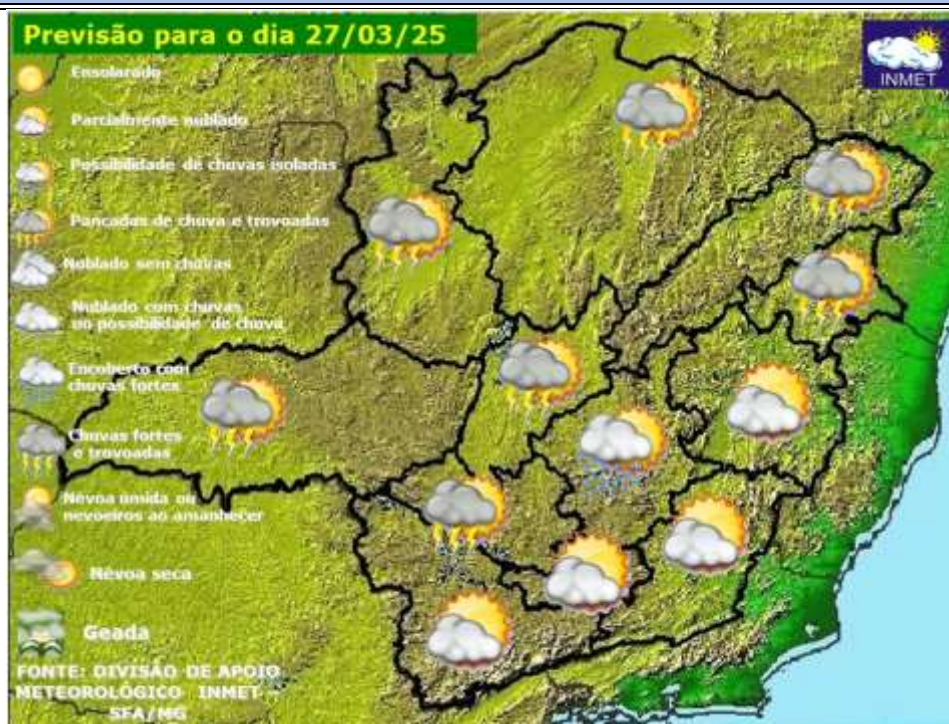 Previsão para o dia 27/03/25
INMET
Ensolarado
Parcialmente nublado
Possibilidade de chuvas isoladas
Pancadas de chuva e trovoadas
Nublado sem chuvas
Nublado com chuvas
ou possibilidade de chuva
Encoberto com
chuvas fortes
Chuvas fortes
e trovoadas
Névoa úmida ou
nevoeiros ao amanhecer
Névoa seca
Geada
FONTE: DIVISÃO DE APOIO
METEOROLÓGICO INMET -
SFA/MG